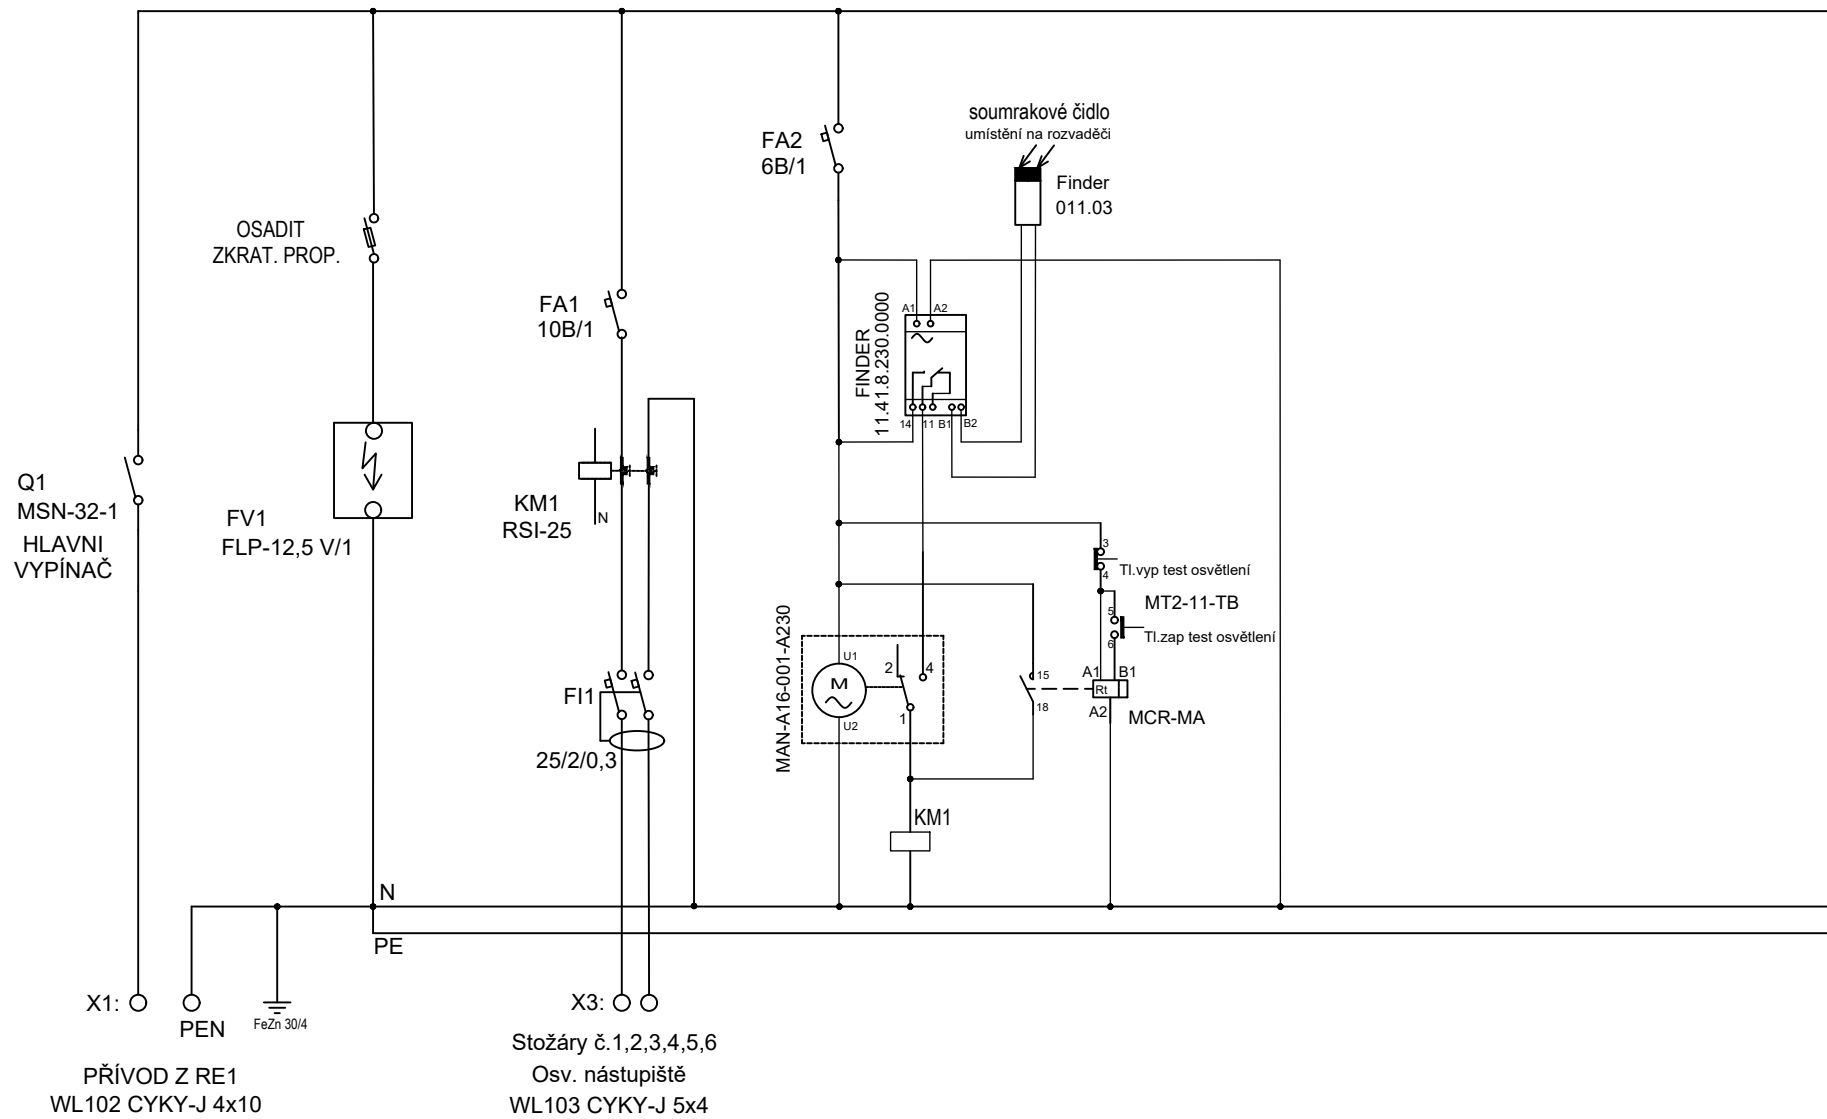 soumrakové čidlo
umístění na rozvaděči
Finder
011.03
FA2
6B/1
OSADIT
ZKRAT. PROP.
FA1
10B/1
A1
A2
FINDER
11.41.8.230.0000
14
11
B1
B2
Q1
MSN-32-1
HLAVNI
VYPÍNAČ
FV1
FLP-12,5 V/1
KM1
RSI-25
N
3
4
Tl.vyp test osvětlení
MT2-11-TB
5
6
Tl.zap test osvětlení
MAN-A16-001-A230
U1
M
U2
2
4
1
15
18
A1
B1
Rt
A2
MCR-MA
FI1
25/2/0,3
KM1
N
PE
X1:
PEN
FeZn 30/4
X3:
PŘÍVOD Z RE1
WL102 CYKY-J 4x10
Stožáry č.1,2,3,4,5,6
Osv. nástupiště
WL103 CYKY-J 5x4